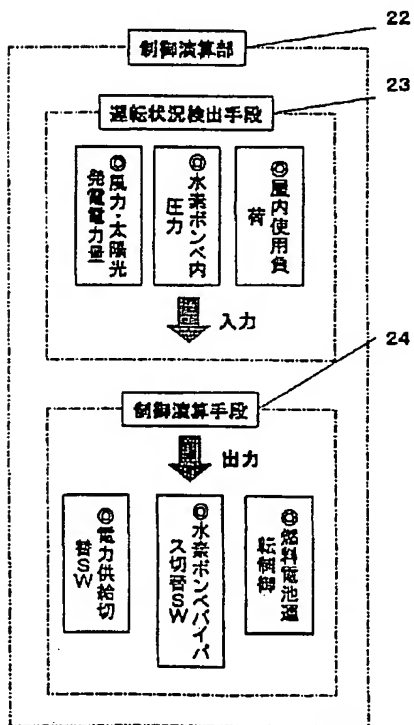 22
制御演算部
23
運転状況検出手段
◎風力・太陽光
発電電力量
◎水素ボンベ内
圧力
◎屋内使用負
荷
入力
24
制御演算手段
出力
◎電力供給切
替SW
◎水素ボンベバイパ
ス切替SW
◎燃料電池運
転制御